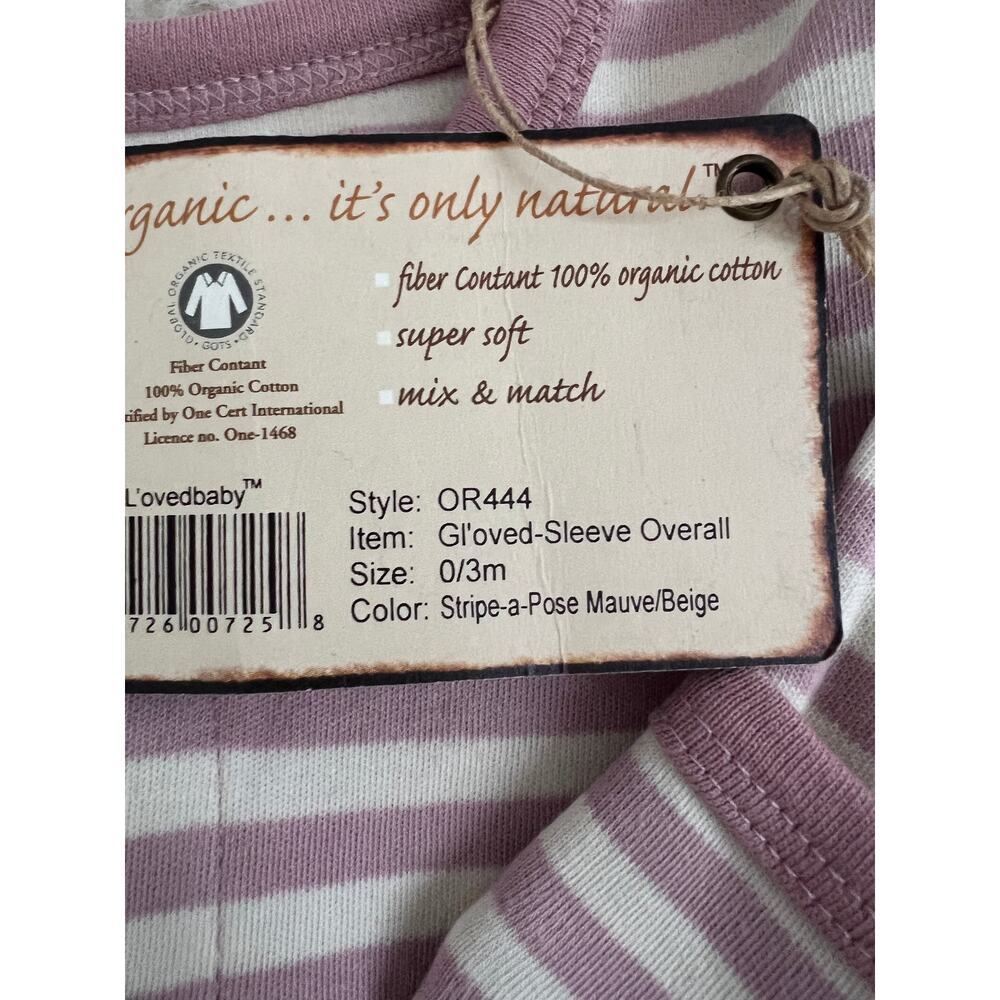 rganic ... it's only natural.™
GLOBAL ORGANIC TEXTILE STANDARD • GOTS •
fiber Contant 100% organic cotton
super soft
mix & match
Fiber Contant
100% Organic Cotton
tified by One Cert International
Licence no. One-1468
L'ovedbaby™
726 00725 8
Style: OR444
Item: Gl'oved-Sleeve Overall
Size: 0/3m
Color: Stripe-a-Pose Mauve/Beige